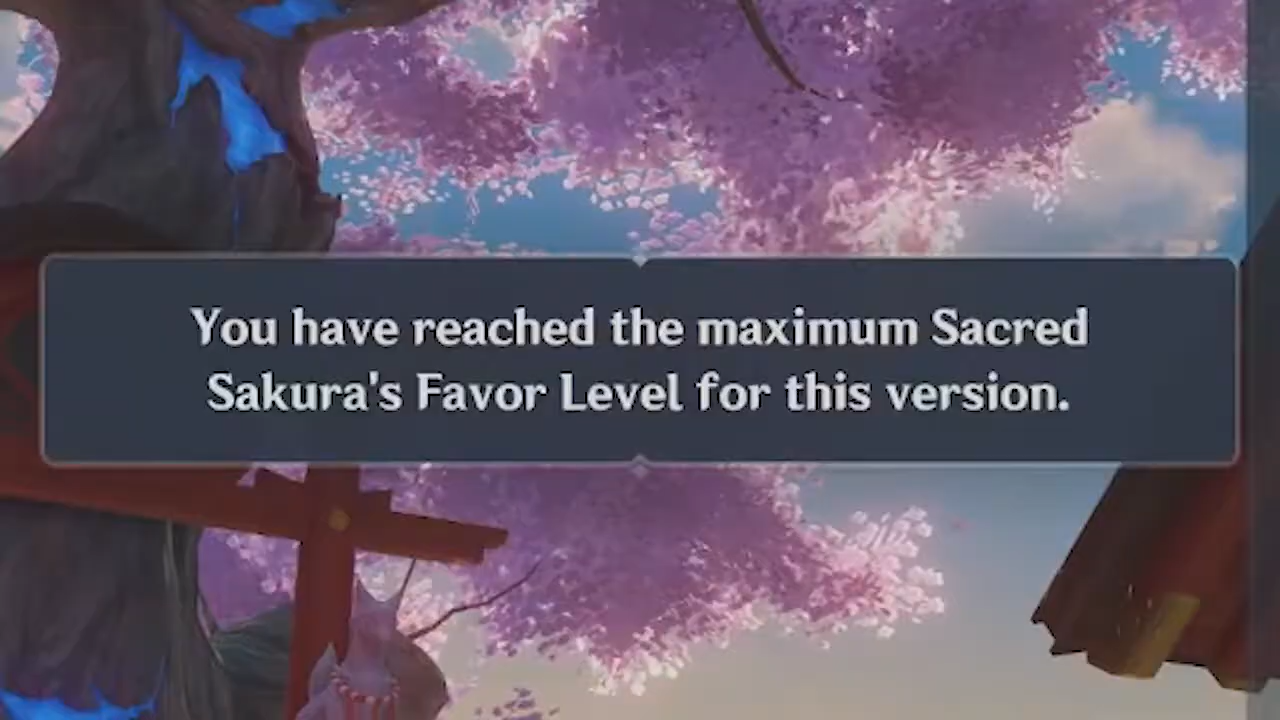 You have reached the maximum Sacred
Sakura's Favor Level for this version.